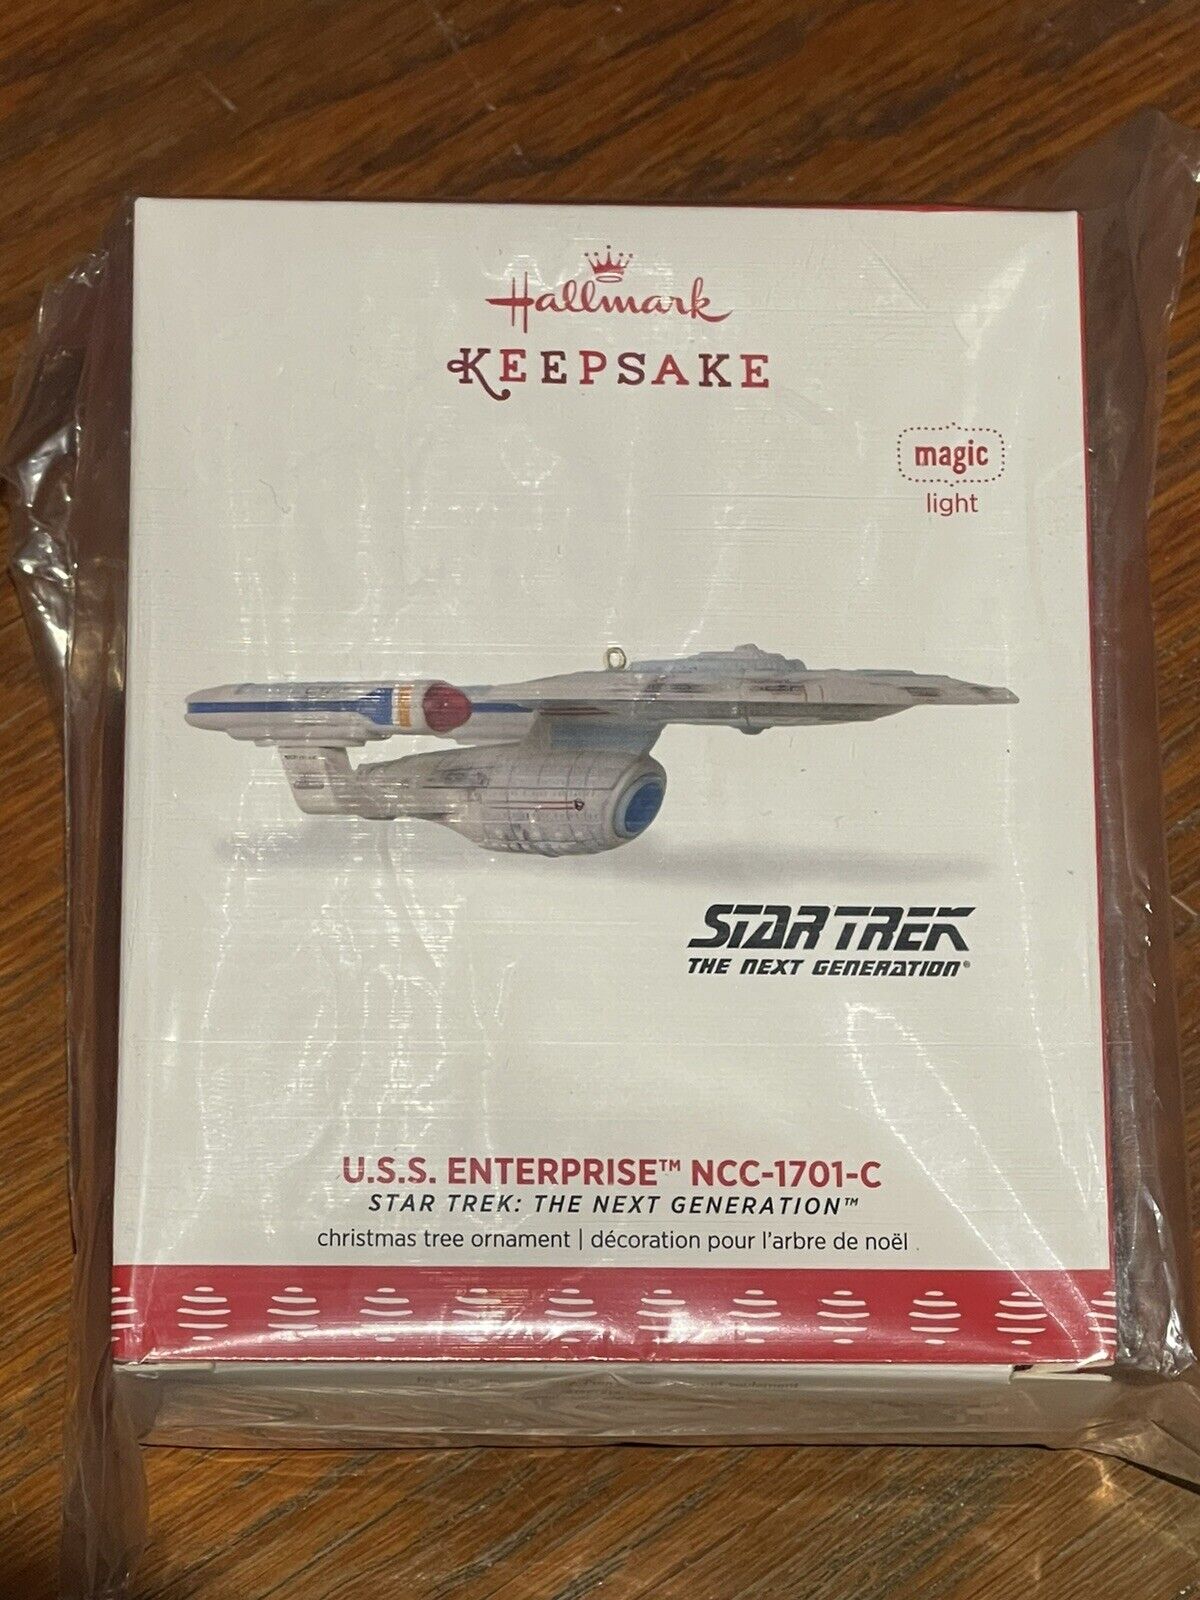 Hallmark
KEEPSAKE
magic
light
STAR TREK
THE NEXT GENERATION®
U.S.S. ENTERPRISE™ NCC-1701-C
STAR TREK: THE NEXT GENERATION™
christmas tree ornament | décoration pour l'arbre de noël